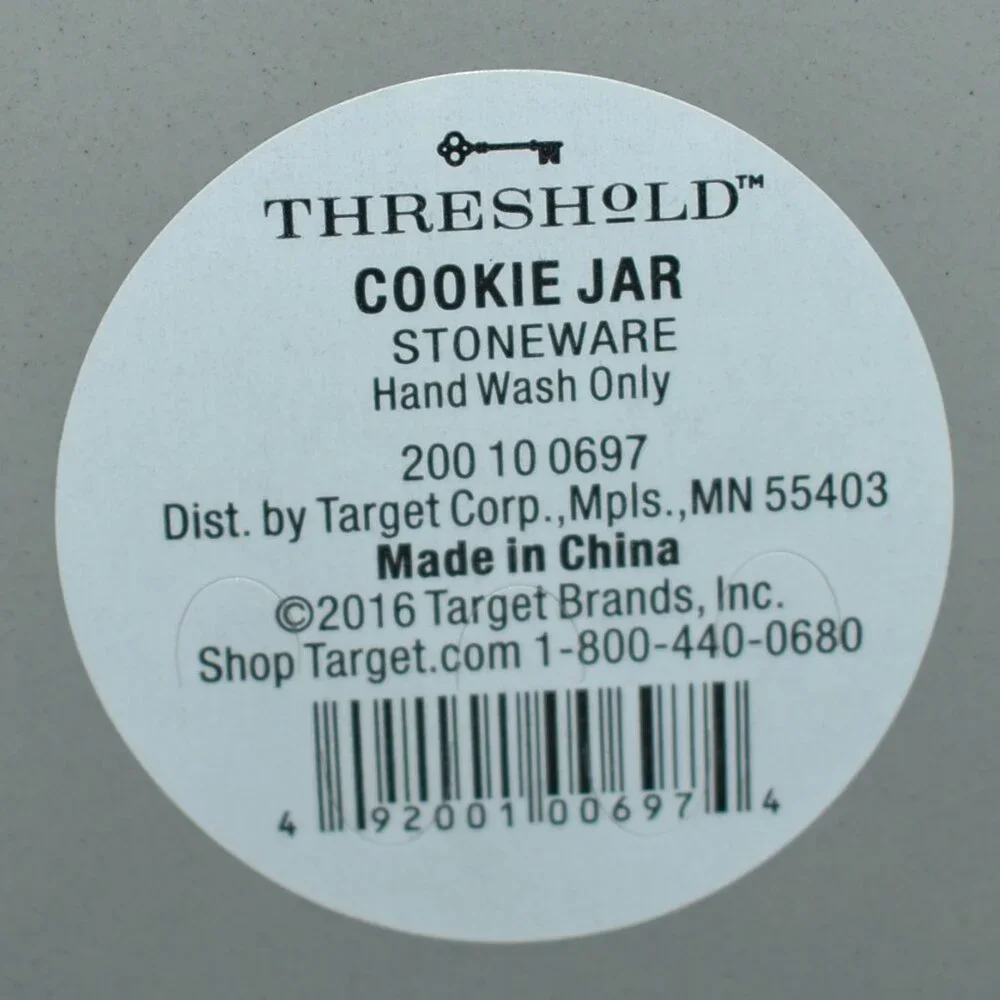 THRESHOLD™
COOKIE JAR
STONEWARE
Hand Wash Only
200 10 0697
Dist. by Target Corp.,Mpls.,MN 55403
Made in China
©2016 Target Brands, Inc.
Shop Target.com 1-800-440-0680
4 92001 00697 4